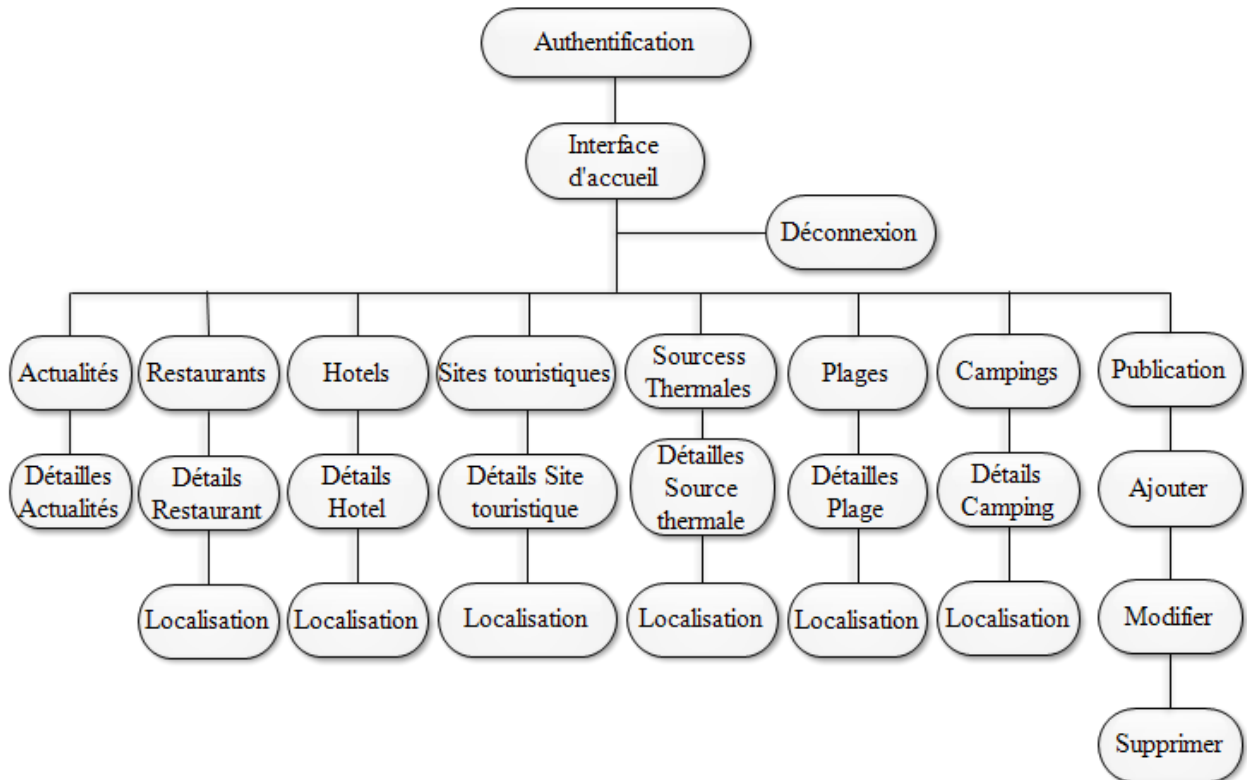 Authentification
Interface
d'accueil
Déconnexion
Actualités
Restaurants
Hotels
Sites touristiques
Sourcess
Thermales
Plages
Campings
Publication
Détailles
Actualités
Détails
Restaurant
Détails
Hotel
Détails Site
touristique
Détailles
Source
thermale
Détailles
Plage
Détails
Camping
Ajouter
Localisation
Localisation
Localisation
Localisation
Localisation
Localisation
Modifier
Supprimer